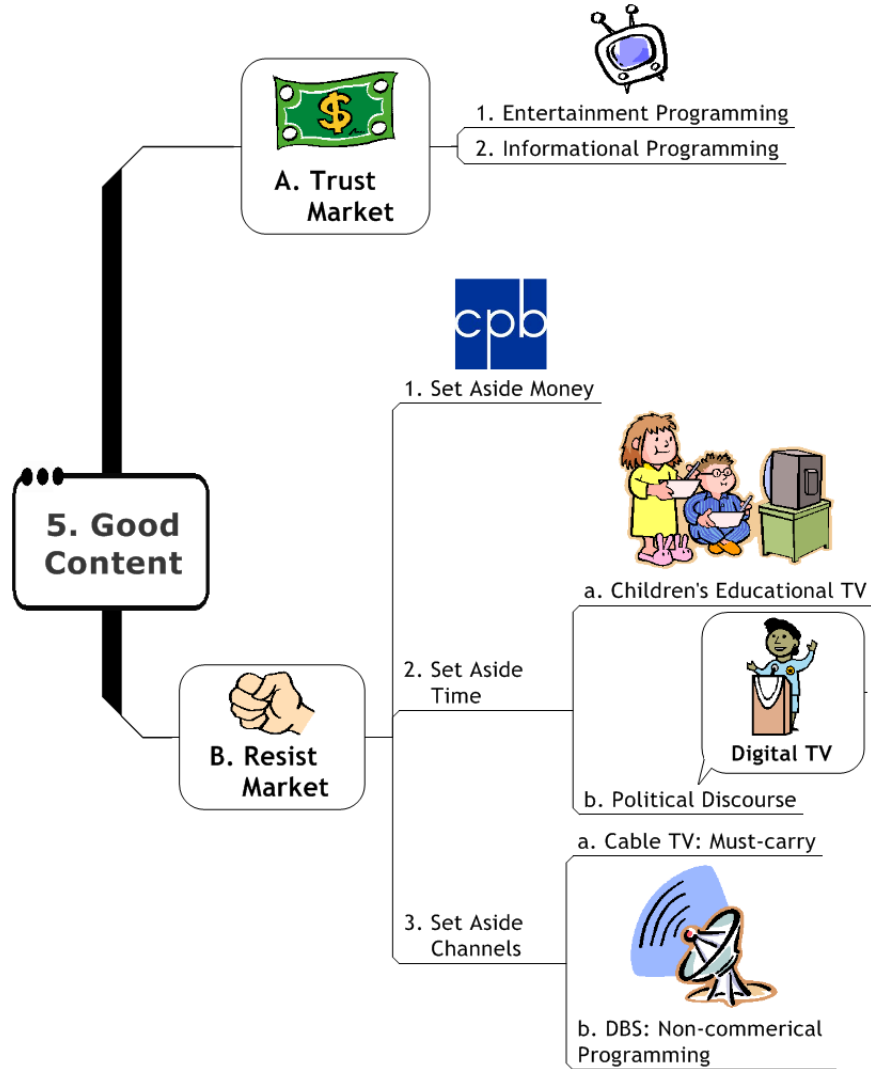 1. Entertainment Programming
2. Informational Programming
$
A. Trust
Market
cpb
1. Set Aside Money
5. Good
Content
a. Children's Educational TV
2. Set Aside
Time
Digital TV
B. Resist
Market
b. Political Discourse
a. Cable TV: Must-carry
3. Set Aside
Channels
b. DBS: Non-commerical
Programming